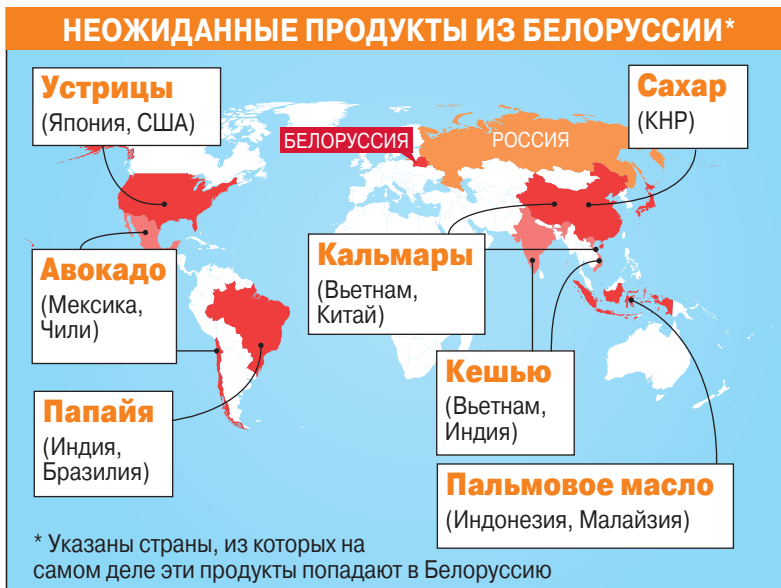 НЕОЖИДАННЫЕ ПРОДУКТЫ ИЗ БЕЛОРУССИИ*
Устрицы
(Япония, США)
Сахар
(КНР)
БЕЛОРУССИЯ
РОССИЯ
Авокадо
(Мексика,
Чили)
Кальмары
(Вьетнам,
Китай)
Папайя
(Индия,
Бразилия)
Кешью
(Вьетнам,
Индия)
Пальмовое масло
(Индонезия, Малайзия)
* Указаны страны, из которых на
самом деле эти продукты попадают в Белоруссию